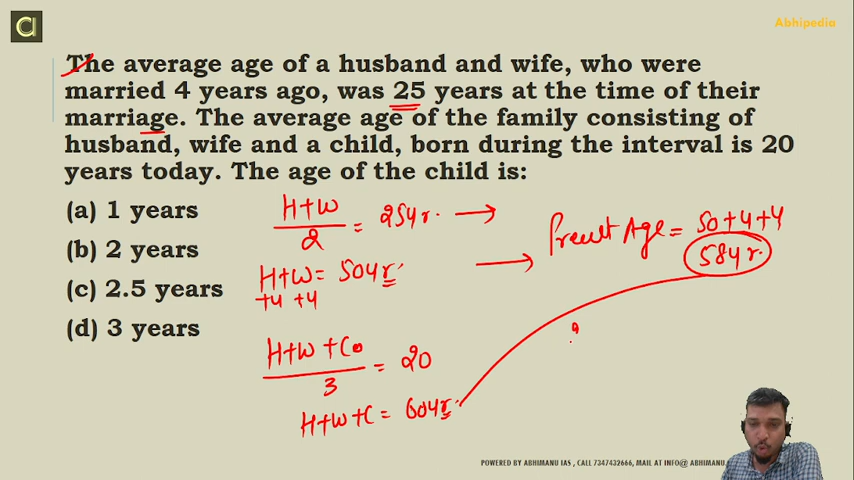 a
Abhipedia
The average age of a husband and wife, who were
married 4 years ago, was 25 years at the time of their
marriage. The average age of the family consisting of
husband, wife and a child, born during the interval is 20
years today. The age of the child is:
(a) 1 years
(b) 2 years
(c) 2.5 years
(d) 3 years
H+W
2
= 25yr.
H+W= 50yr.
+4 +4
Present Age = 50+4+4
58yr.
H+W+C
3
= 20
H+W+C= 60yr.
POWERED BY ABHIMANU IAS , CALL 7347432666, MAIL AT INFO@ ABHIMANU.